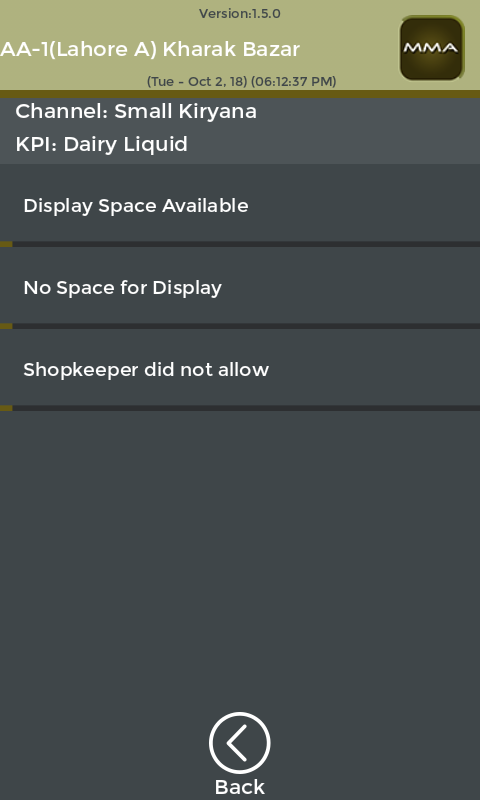 Version:1.5.0
AA-1(Lahore A) Kharak Bazar
MMA
(Tue - Oct 2, 18) (06:12:37 PM)
Channel: Small Kiryana
KPI: Dairy Liquid
Display Space Available
No Space for Display
Shopkeeper did not allow
Back